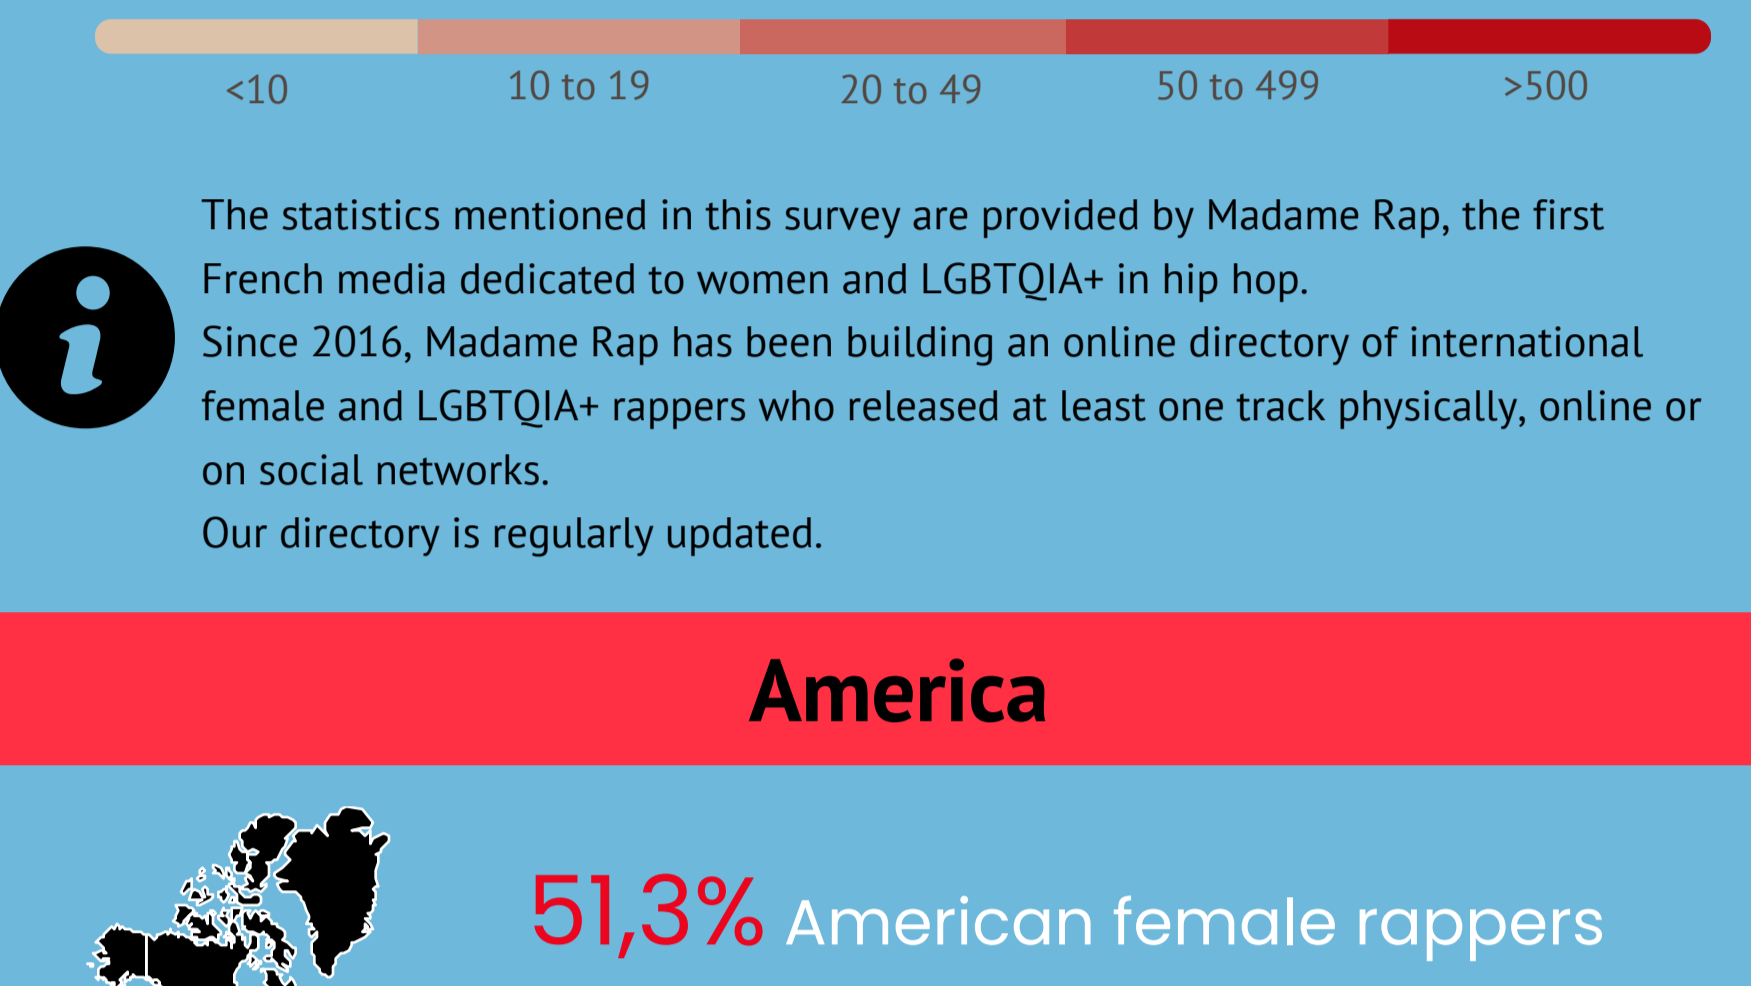 <10
10 to 19
20 to 49
50 to 499
>500
The statistics mentioned in this survey are provided by Madame Rap, the first
French media dedicated to women and LGBTQIA+ in hip hop.
Since 2016, Madame Rap has been building an online directory of international
female and LGBTQIA+ rappers who released at least one track physically, online or
on social networks.
Our directory is regularly updated.
America
51,3% American female rappers